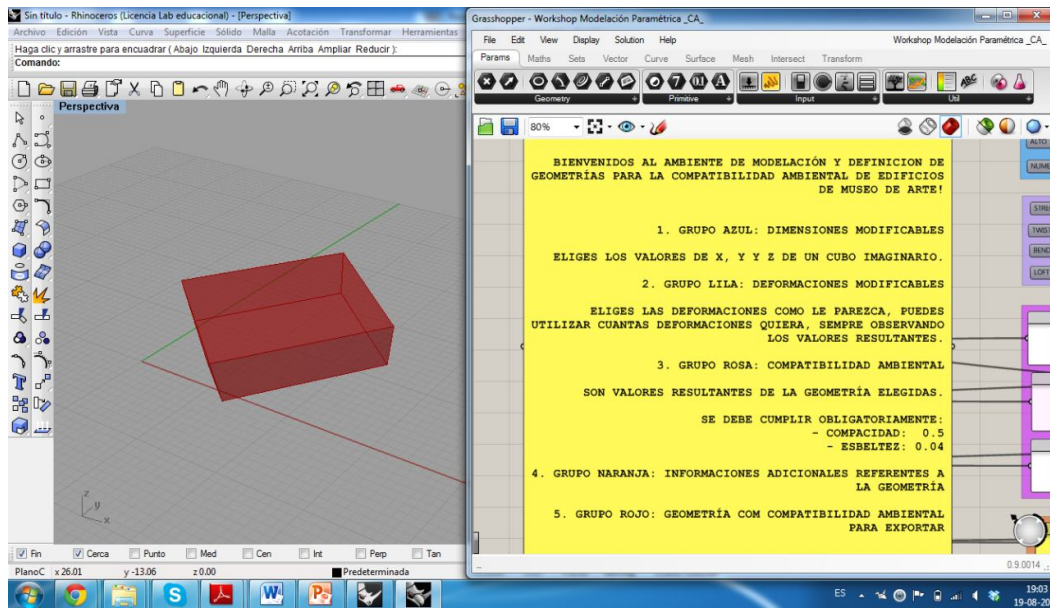 Sin título - Rhinoceros (Licencia Lab educacional) - [Perspectiva]
Archivo Edición Vista Curva Superficie Sólido Malla Acotación Transformar Herramientas
Haga clic y arrastre para encuadrar ( Abajo Izquierda Derecha Arriba Ampliar Reducir ):
Comando:
Perspectiva
z
y
x
Fin Cerca Punto Med Cen Int Perp Tan
PlanoC x 26.01 y -13.06 z 0.00 Predeterminada
Grasshopper - Workshop Modelación Paramétrica _CA_
File Edit View Display Solution Help Workshop Modelación Paramétrica _CA_
Params Maths Sets Vector Curve Surface Mesh Intersect Transform
Geometry Primitive Input Util
80%
BIENVENIDOS AL AMBIENTE DE MODELACIÓN Y DEFINICION DE
GEOMETRÍAS PARA LA COMPATIBILIDAD AMBIENTAL DE EDIFICIOS
DE MUSEO DE ARTE!
1. GRUPO AZUL: DIMENSIONES MODIFICABLES
ELIGES LOS VALORES DE X, Y Y Z DE UN CUBO IMAGINARIO.
2. GRUPO LILA: DEFORMACIONES MODIFICABLES
ELIGES LAS DEFORMACIONES COMO LE PAREZCA, PUEDES
UTILIZAR CUANTAS DEFORMACIONES QUIERA, SEMPRE OBSERVANDO
LOS VALORES RESULTANTES.
3. GRUPO ROSA: COMPATIBILIDAD AMBIENTAL
SON VALORES RESULTANTES DE LA GEOMETRÍA ELEGIDAS.
SE DEBE CUMPLIR OBLIGATORIAMENTE:
- COMPACIDAD: 0.5
- ESBELTEZ: 0.04
4. GRUPO NARANJA: INFORMACIONES ADICIONALES REFERENTES A
LA GEOMETRÍA
5. GRUPO ROJO: GEOMETRÍA COM COMPATIBILIDAD AMBIENTAL
PARA EXPORTAR
ALTO
NUME
STRE
TWIST
BEND
LOFT
0.9.0014
ES 19:03
19-08-20